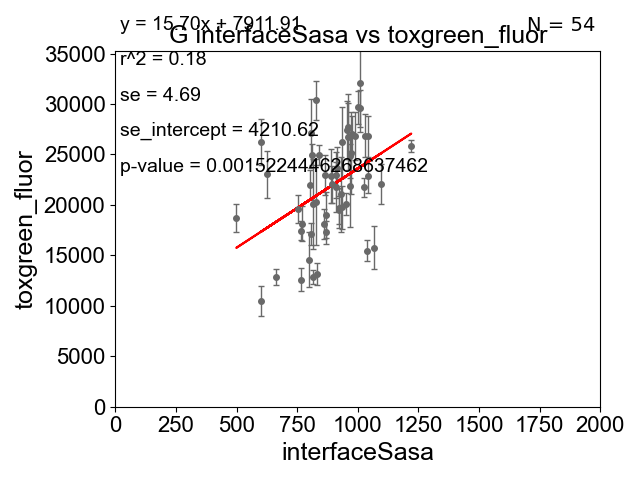 y = 15.70x + 7911.91
N = 54
G interfaceSasa vs toxgreen_fluor
r^2 = 0.18
se = 4.69
se_intercept = 4210.62
p-value = 0.0015224446268637462
toxgreen_fluor
35000
30000
25000
20000
15000
10000
5000
0
0 250 500 750 1000 1250 1500 1750 2000
interfaceSasa